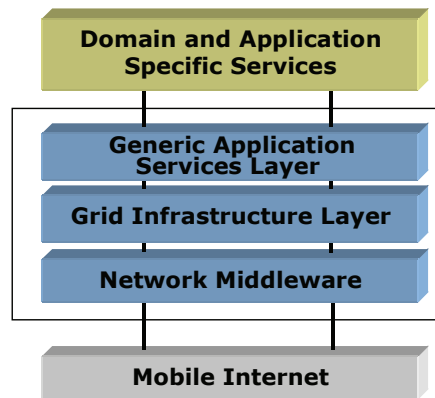 Domain and Application
Specific Services
Generic Application
Services Layer
Grid Infrastructure Layer
Network Middleware
Mobile Internet